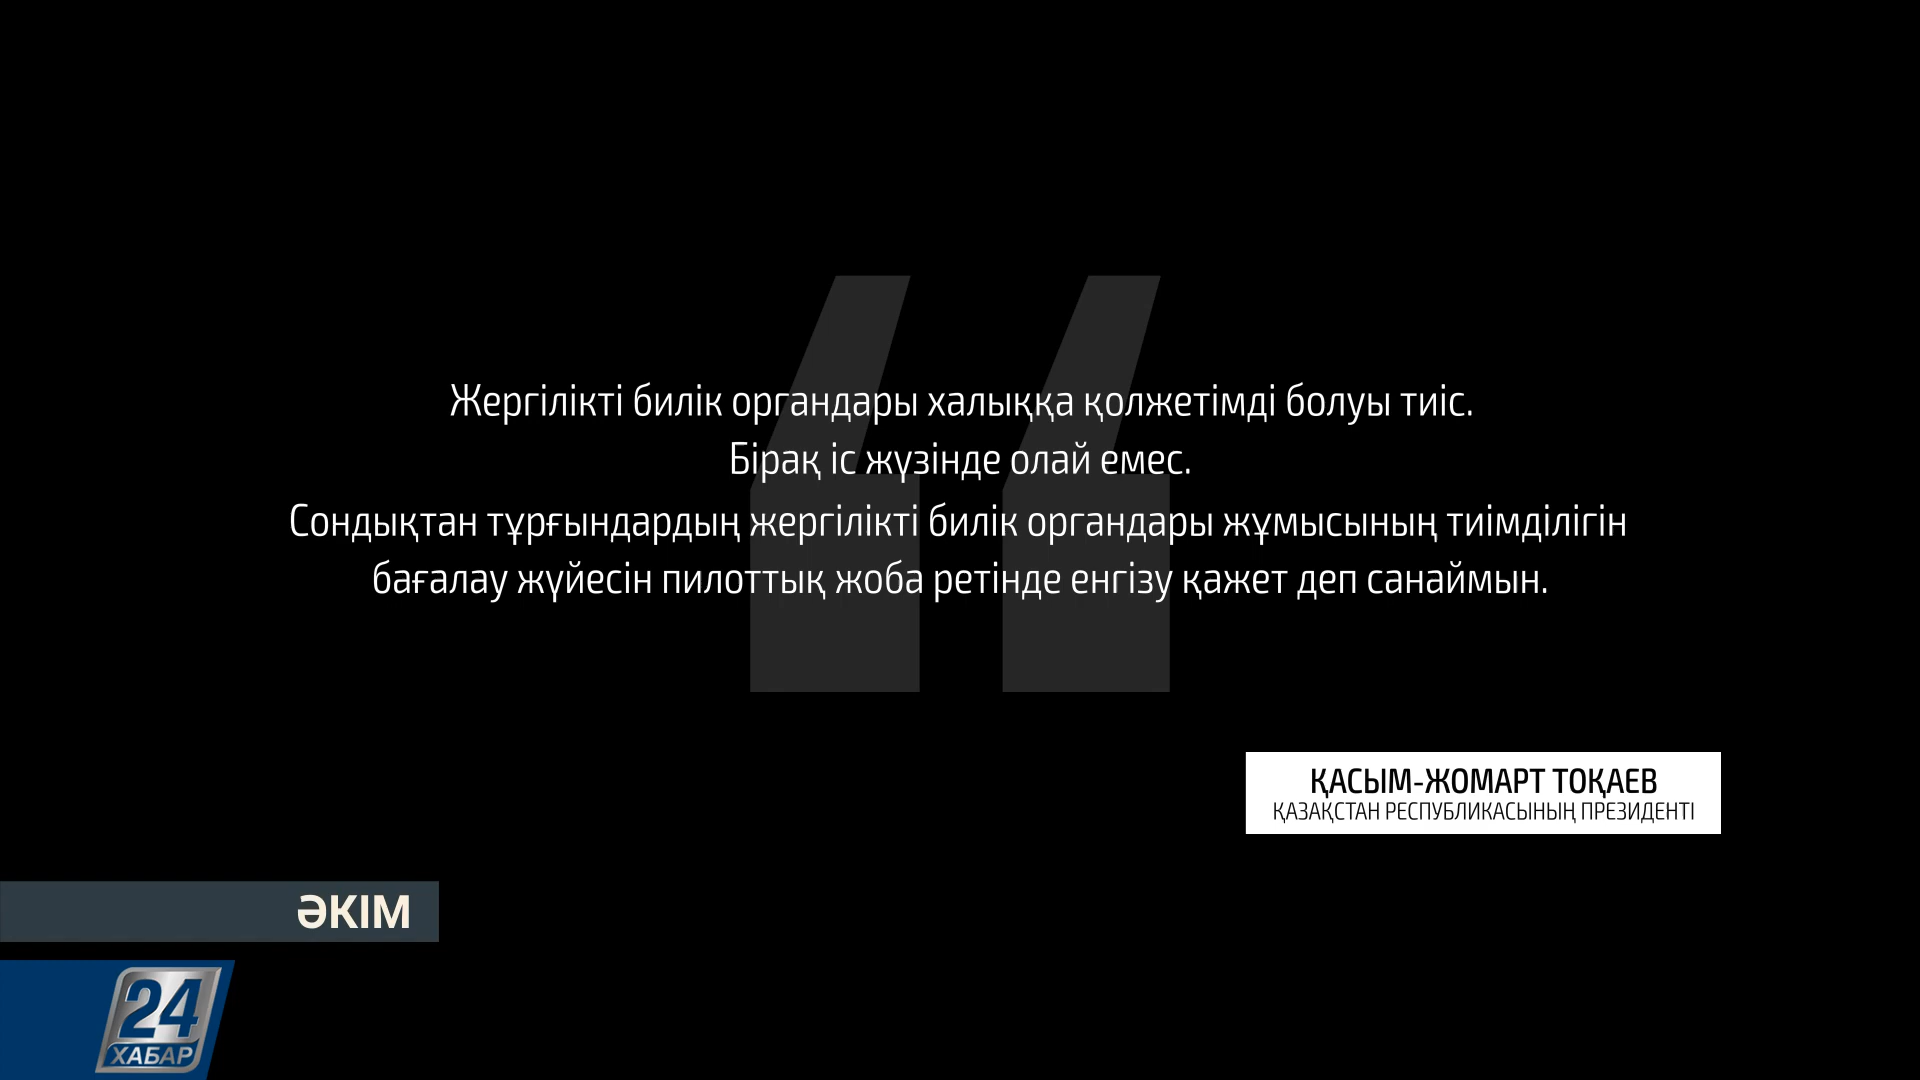 Жергілікті билік органдары халыққа қолжетімді болуы тиіс.
Бірақ іс жүзінде олай емес.
Сондықтан тұрғындардың жергілікті билік органдары жұмысының тиімділігін
бағалау жүйесін пилоттық жоба ретінде енгізу қажет деп санаймын.
ҚАСЫМ-ЖОМАРТ ТОҚАЕВ
ҚАЗАҚСТАН РЕСПУБЛИКАСЫНЫҢ ПРЕЗИДЕНТІ
ӘКІМ
24
ХАБАР